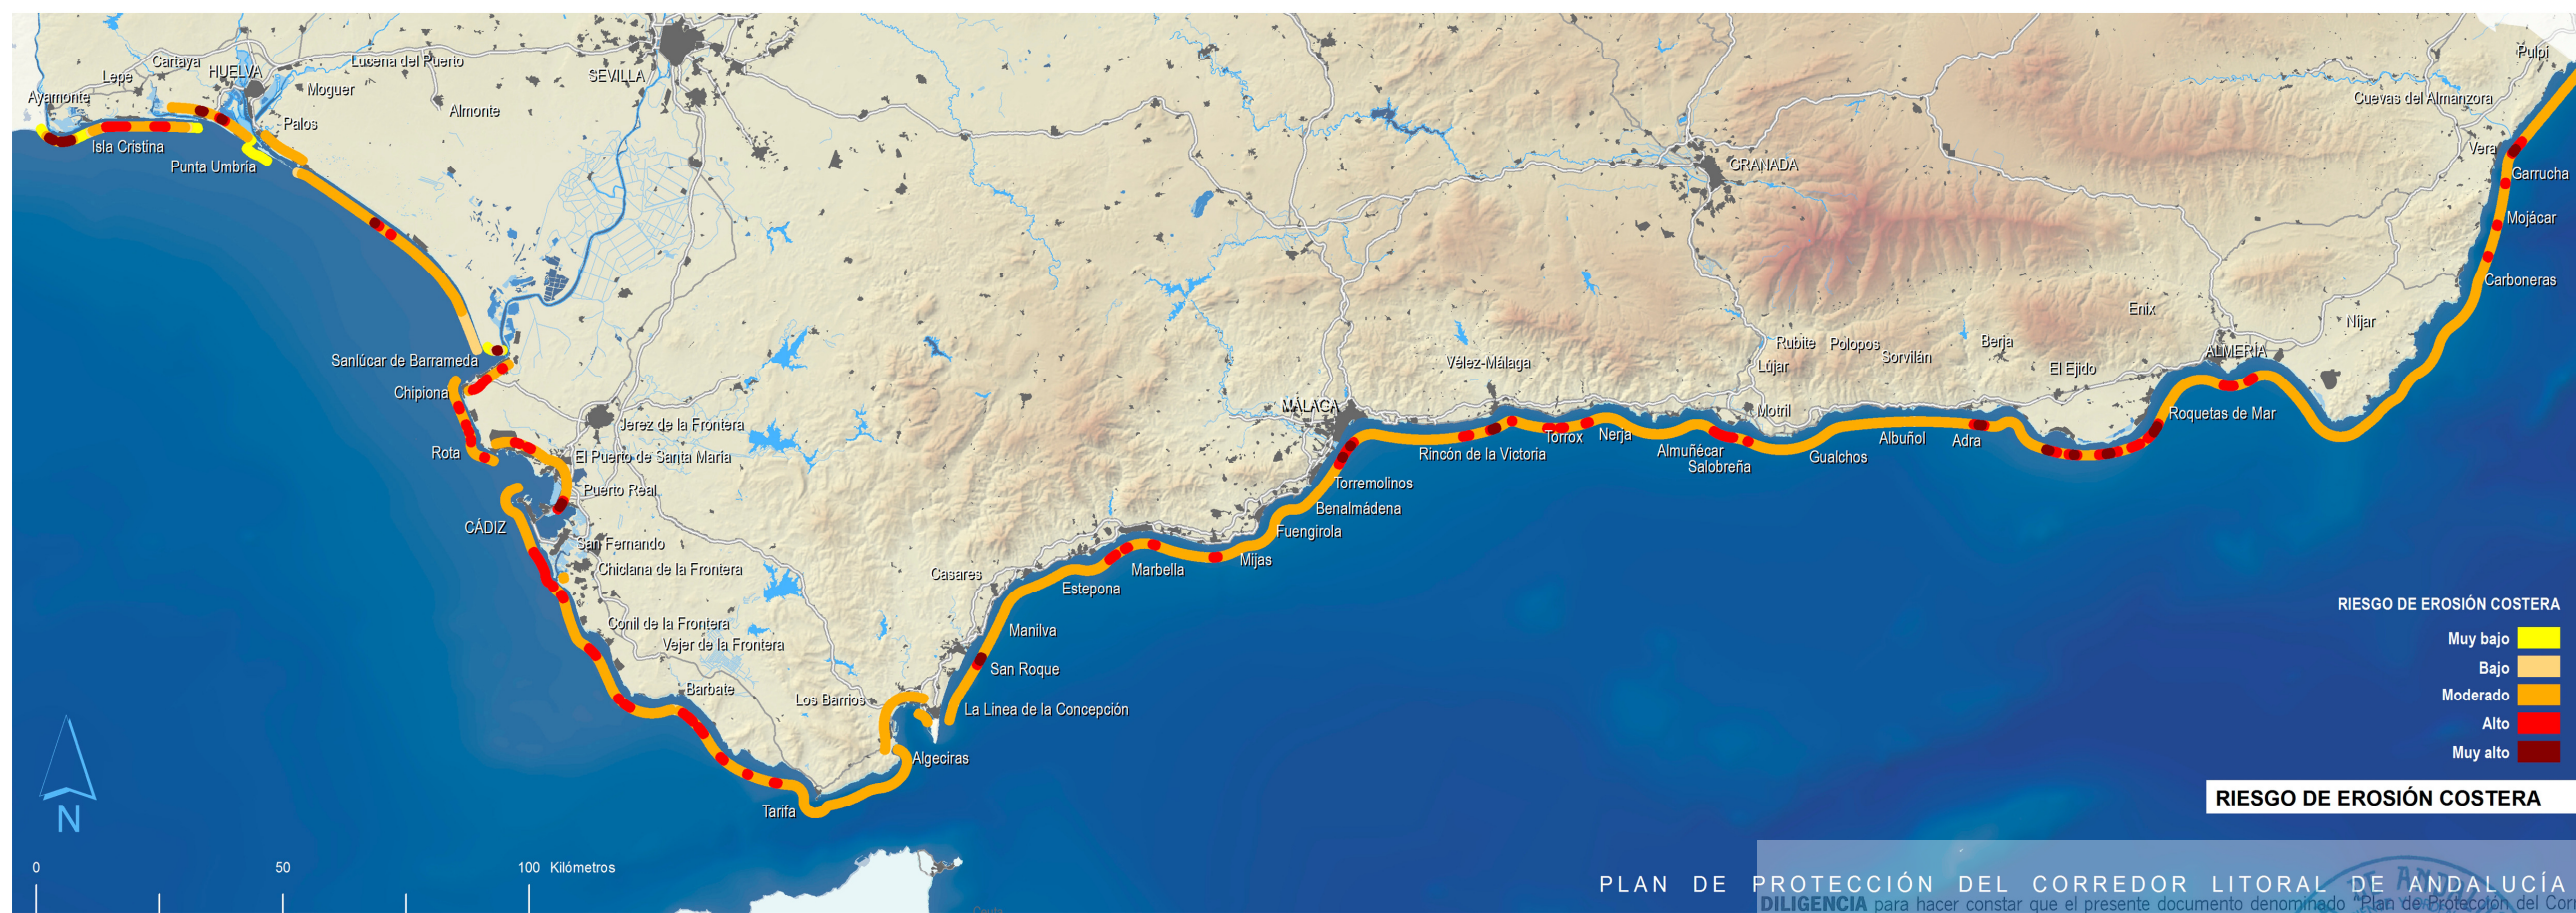 Pulpí
Cartaya
Lucena del Puerto
HUELVA
Lepe
SEVILLA
Moguer
Ayamonte
Almonte
Cuevas del Almanzora
Palos
Isla Cristina
Vera
Punta Umbría
GRANADA
Garrucha
Mojácar
Carboneras
Enix
Níjar
Sanlúcar de Barrameda
Rubite
Polopos
Sorvilán
Berja
ALMERÍA
Vélez-Málaga
Lújar
El Ejido
Chipiona
MÁLAGA
Motril
Roquetas de Mar
Jerez de la Frontera
Torrox
Nerja
Albuñol
Adra
Rota
El Puerto de Santa María
Rincón de la Victoria
Almuñécar
Gualchos
Salobreña
Torremolinos
Puerto Real
Benalmádena
CÁDIZ
Fuengirola
San Fernando
Mijas
Chiclana de la Frontera
Casares
Marbella
Estepona
Conil de la Frontera
Manilva
Vejer de la Frontera
San Roque
Barbate
Los Barrios
La Linea de la Concepción
Algeciras
Tarifa
RIESGO DE EROSIÓN COSTERA
Muy bajo
Bajo
Moderado
Alto
Muy alto
RIESGO DE EROSIÓN COSTERA
N
0 50 100 Kilómetros
PLAN DE PROTECCIÓN DEL CORREDOR LITORAL DE ANDALUCÍA
DILIGENCIA para hacer constar que el presente documento denominado "Plan de Protección del
Ceuta